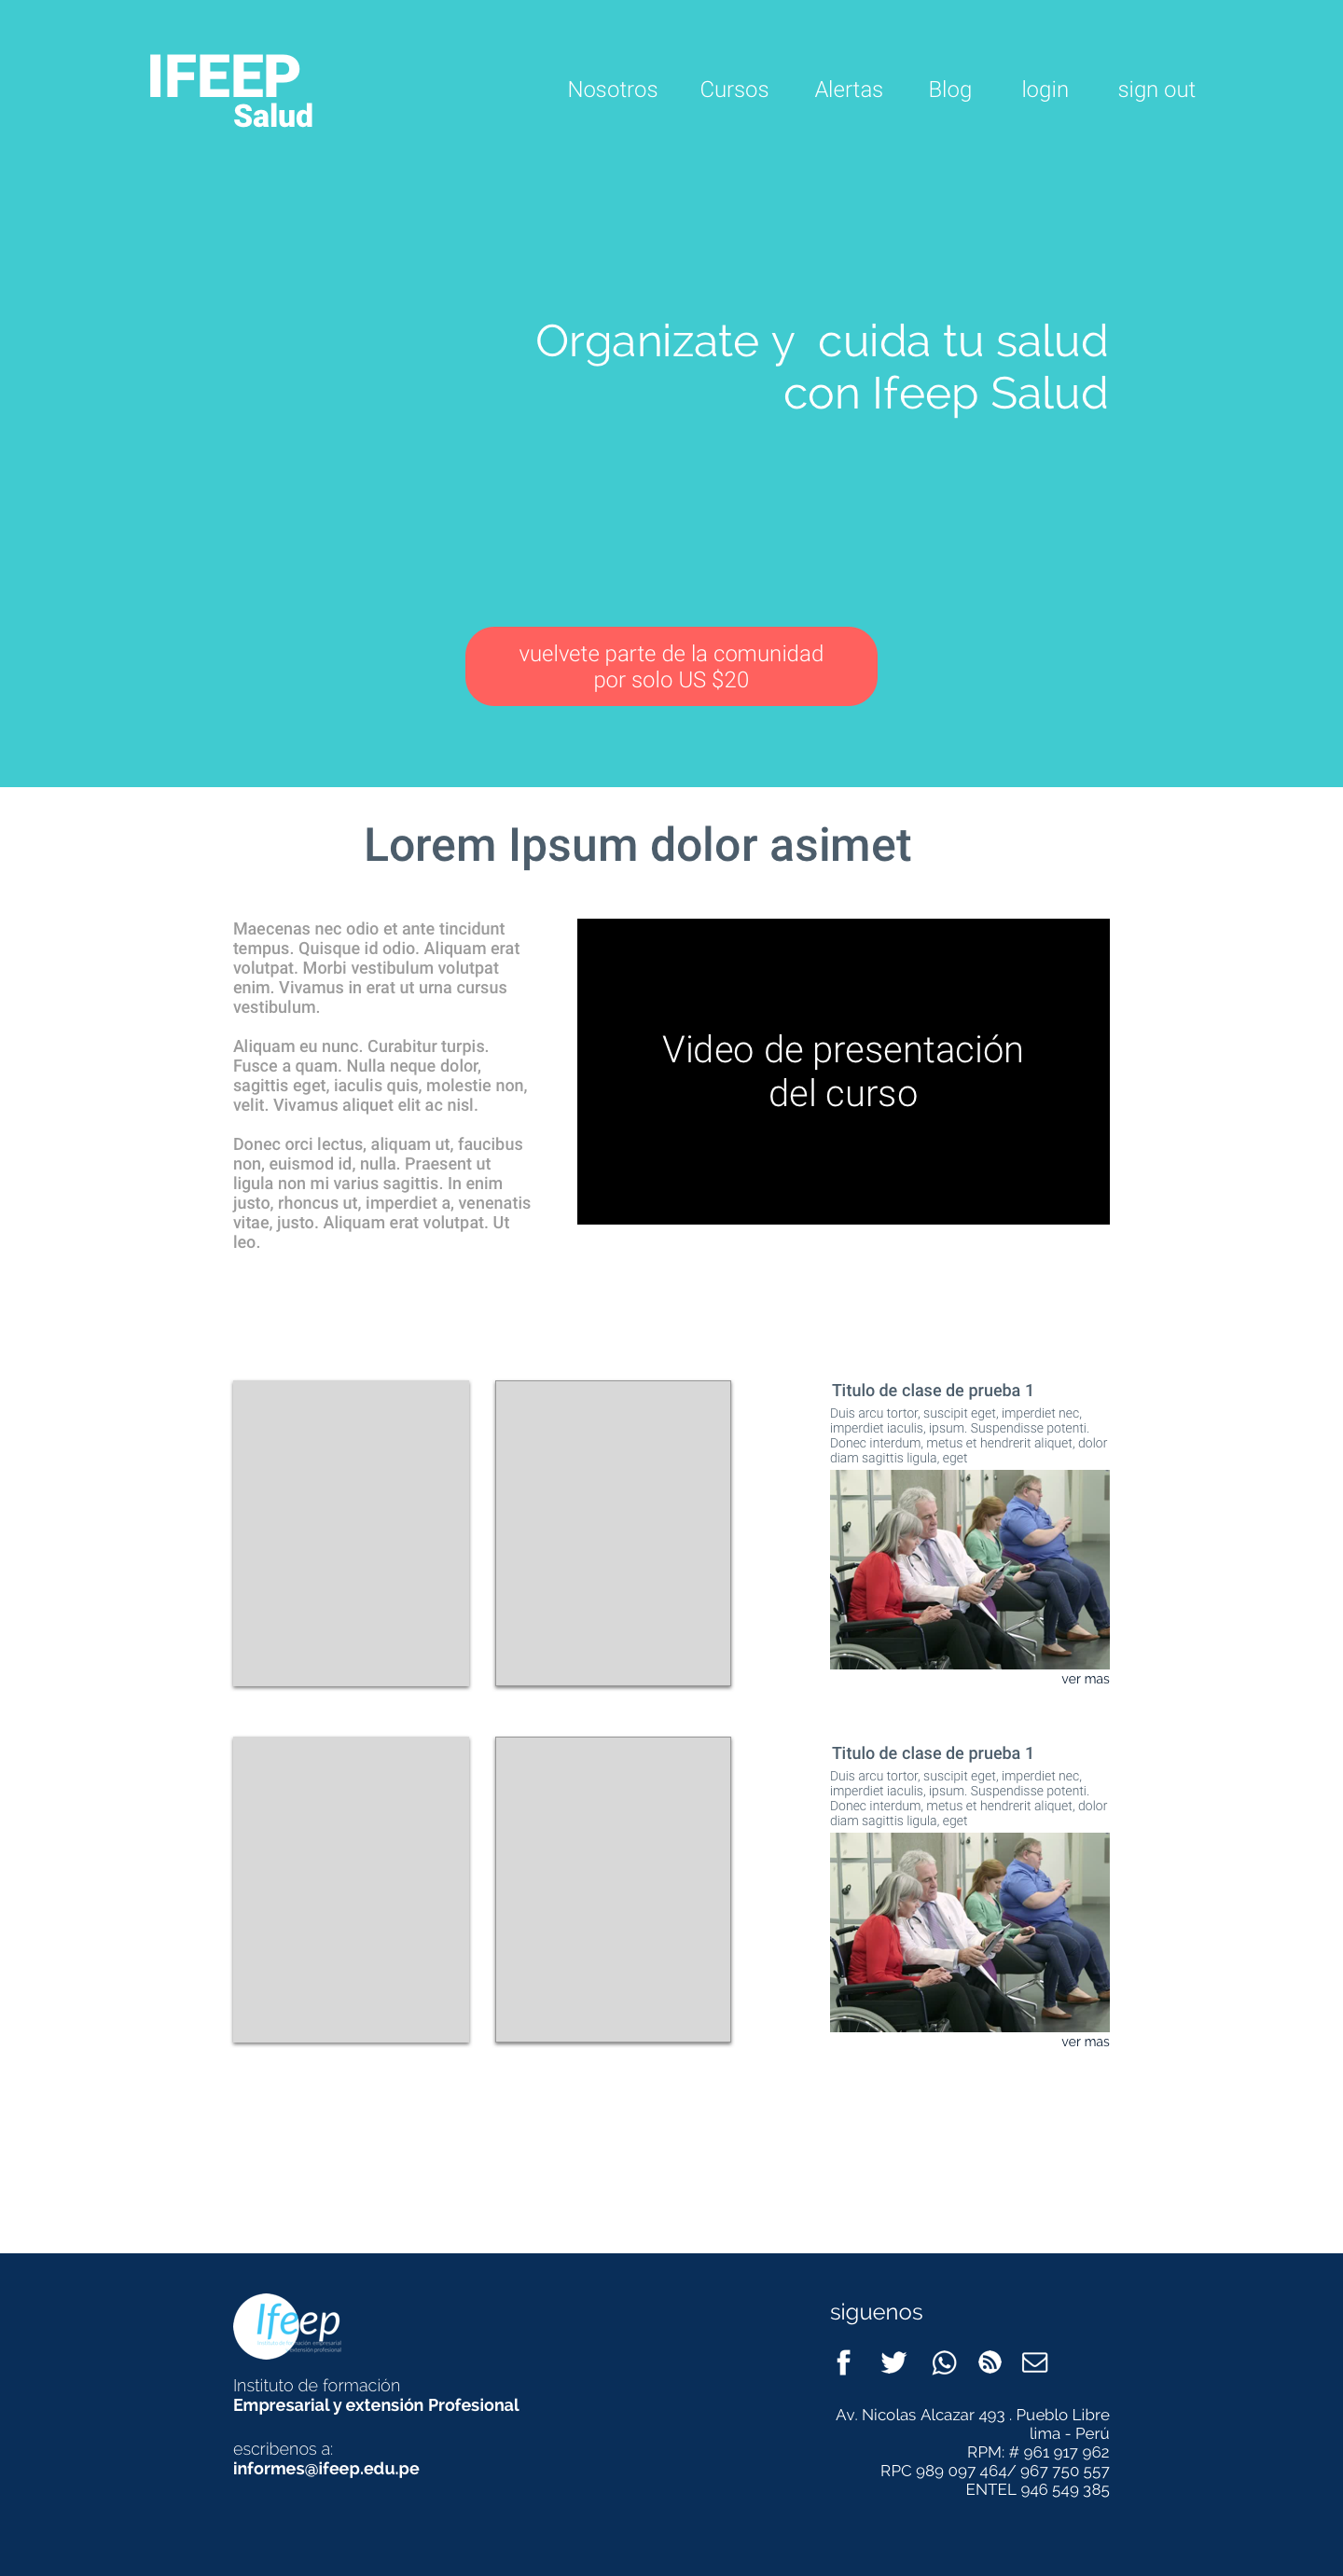 IFEEP
Salud
Nosotros Cursos Alertas Blog login sign out
Organizate y cuida tu salud
con Ifeep Salud
vuelvete parte de la comunidad
por solo US $20
Lorem Ipsum dolor asimet
Maecenas nec odio et ante tincidunt
tempus. Quisque id odio. Aliquam erat
volutpat. Morbi vestibulum volutpat
enim. Vivamus in erat ut urna cursus
vestibulum.
Aliquam eu nunc. Curabitur turpis.
Fusce a quam. Nulla neque dolor,
sagittis eget, iaculis quis, molestie non,
velit. Vivamus aliquet elit ac nisl.
Donec orci lectus, aliquam ut, faucibus
non, euismod id, nulla. Praesent ut
ligula non mi varius sagittis. In enim
justo, rhoncus ut, imperdiet a, venenatis
vitae, justo. Aliquam erat volutpat. Ut
leo.
Video de presentación
del curso
Titulo de clase de prueba 1
Duis arcu tortor, suscipit eget, imperdiet nec,
imperdiet iaculis, ipsum. Suspendisse potenti.
Donec interdum, metus et hendrerit aliquet, dolor
diam sagittis ligula, eget
ver mas
Titulo de clase de prueba 1
Duis arcu tortor, suscipit eget, imperdiet nec,
imperdiet iaculis, ipsum. Suspendisse potenti.
Donec interdum, metus et hendrerit aliquet, dolor
diam sagittis ligula, eget
ver mas
Ifeep
Instituto de formación
Empresarial y extensión Profesional
escribenos a:
informes@ifeep.edu.pe
siguenos
Av. Nicolas Alcazar 493 . Pueblo Libre
lima - Perú
RPM: # 961 917 962
RPC 989 097 464/ 967 750 557
ENTEL 946 549 385